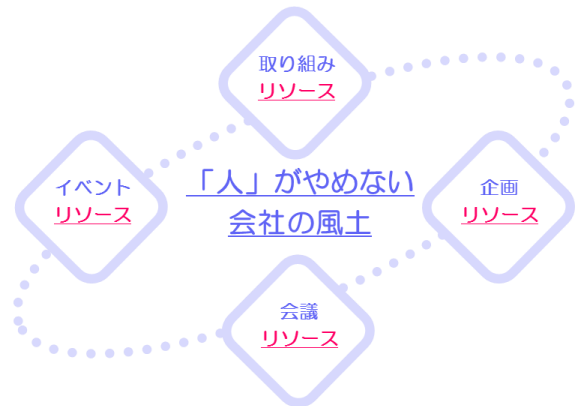 取り組み
リソース
イベント
リソース
「人」がやめない
会社の風土
企画
リソース
会議
リソース